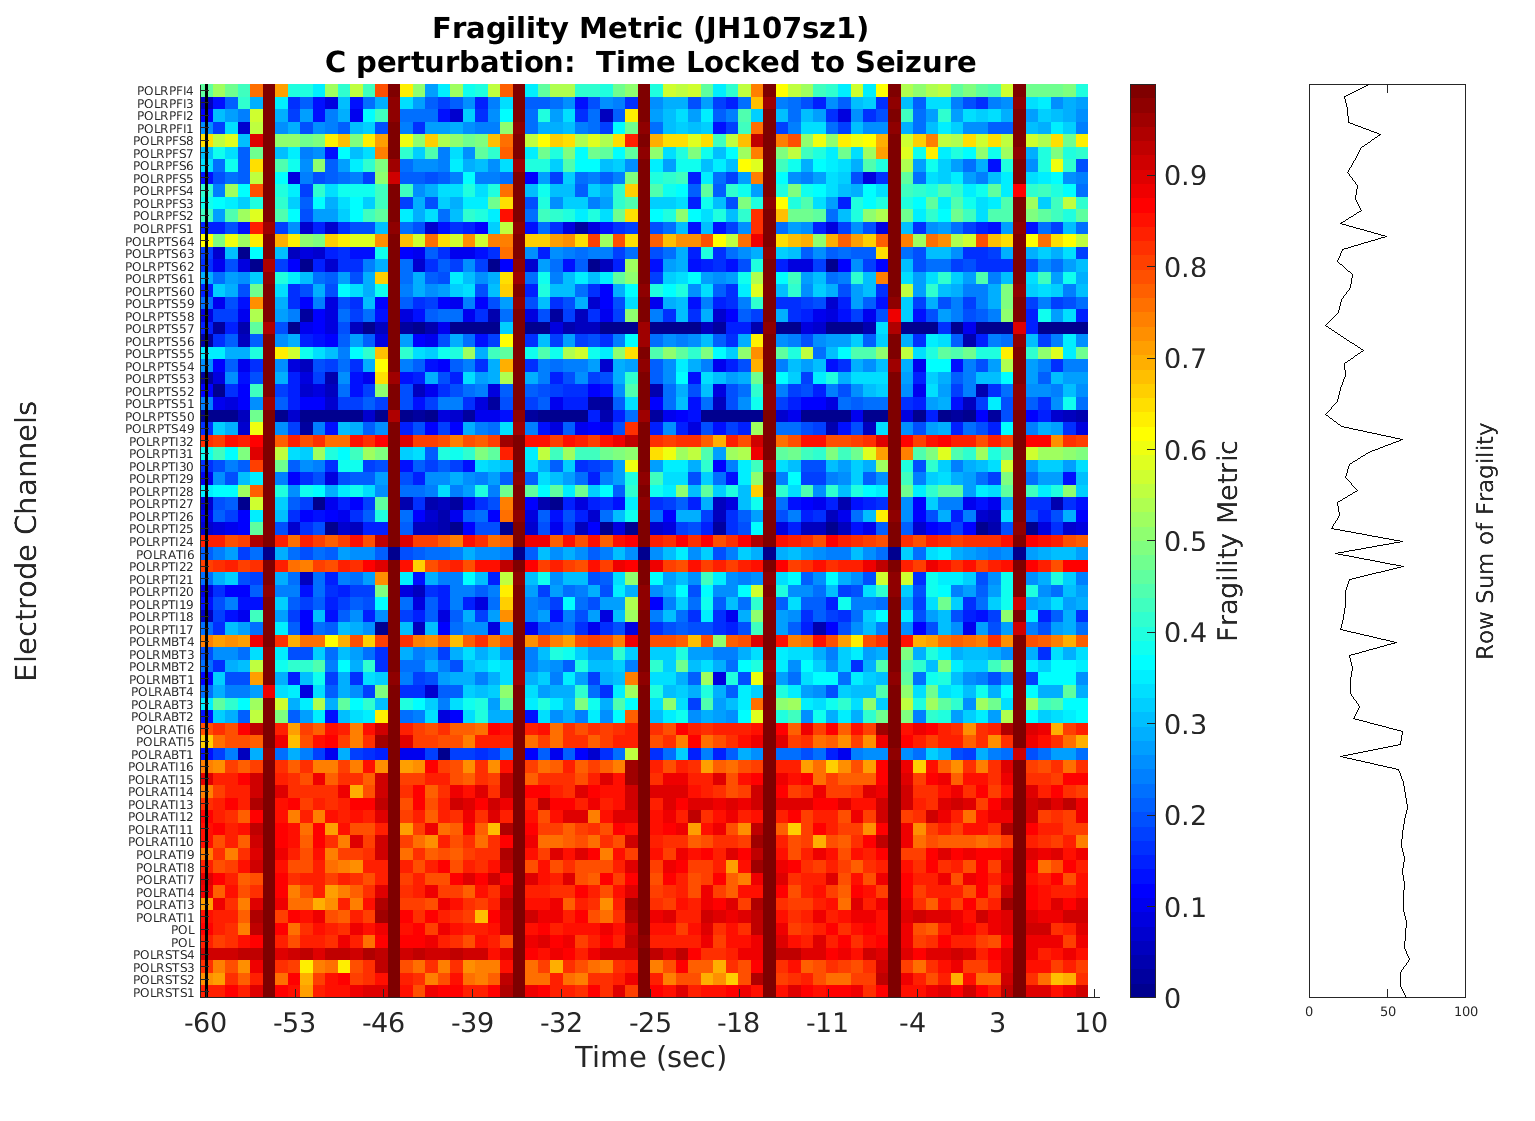 Fragility Metric (JH107sz1)
C perturbation:  Time Locked to Seizure
Electrode Channels
POLRPFI4
POLRPFI3
POLRPFI2
POLRPFI1
POLRPFS8
POLRPFS7
POLRPFS6
POLRPFS5
POLRPFS4
POLRPFS3
POLRPFS2
POLRPFS1
POLRPTS64
POLRPTS63
POLRPTS62
POLRPTS61
POLRPTS60
POLRPTS59
POLRPTS58
POLRPTS57
POLRPTS56
POLRPTS55
POLRPTS54
POLRPTS53
POLRPTS52
POLRPTS51
POLRPTS50
POLRPTS49
POLRPTI32
POLRPTI31
POLRPTI30
POLRPTI29
POLRPTI28
POLRPTI27
POLRPTI26
POLRPTI25
POLRPTI24
POLRATI6
POLRPTI22
POLRPTI21
POLRPTI20
POLRPTI19
POLRPTI18
POLRPTI17
POLRMBT4
POLRMBT3
POLRMBT2
POLRMBT1
POLRABT4
POLRABT3
POLRABT2
POLRATI6
POLRATI5
POLRABT1
POLRATI16
POLRATI15
POLRATI14
POLRATI13
POLRATI12
POLRATI11
POLRATI10
POLRATI9
POLRATI8
POLRATI7
POLRATI4
POLRATI3
POLRATI1
POL
POL
POLRSTS4
POLRSTS3
POLRSTS2
POLRSTS1
-60 -53 -46 -39 -32 -25 -18 -11 -4 3 10
Time (sec)
0.9
0.8
0.7
0.6
0.5
0.4
0.3
0.2
0.1
0
Fragility Metric
0 50 100
Row Sum of Fragility